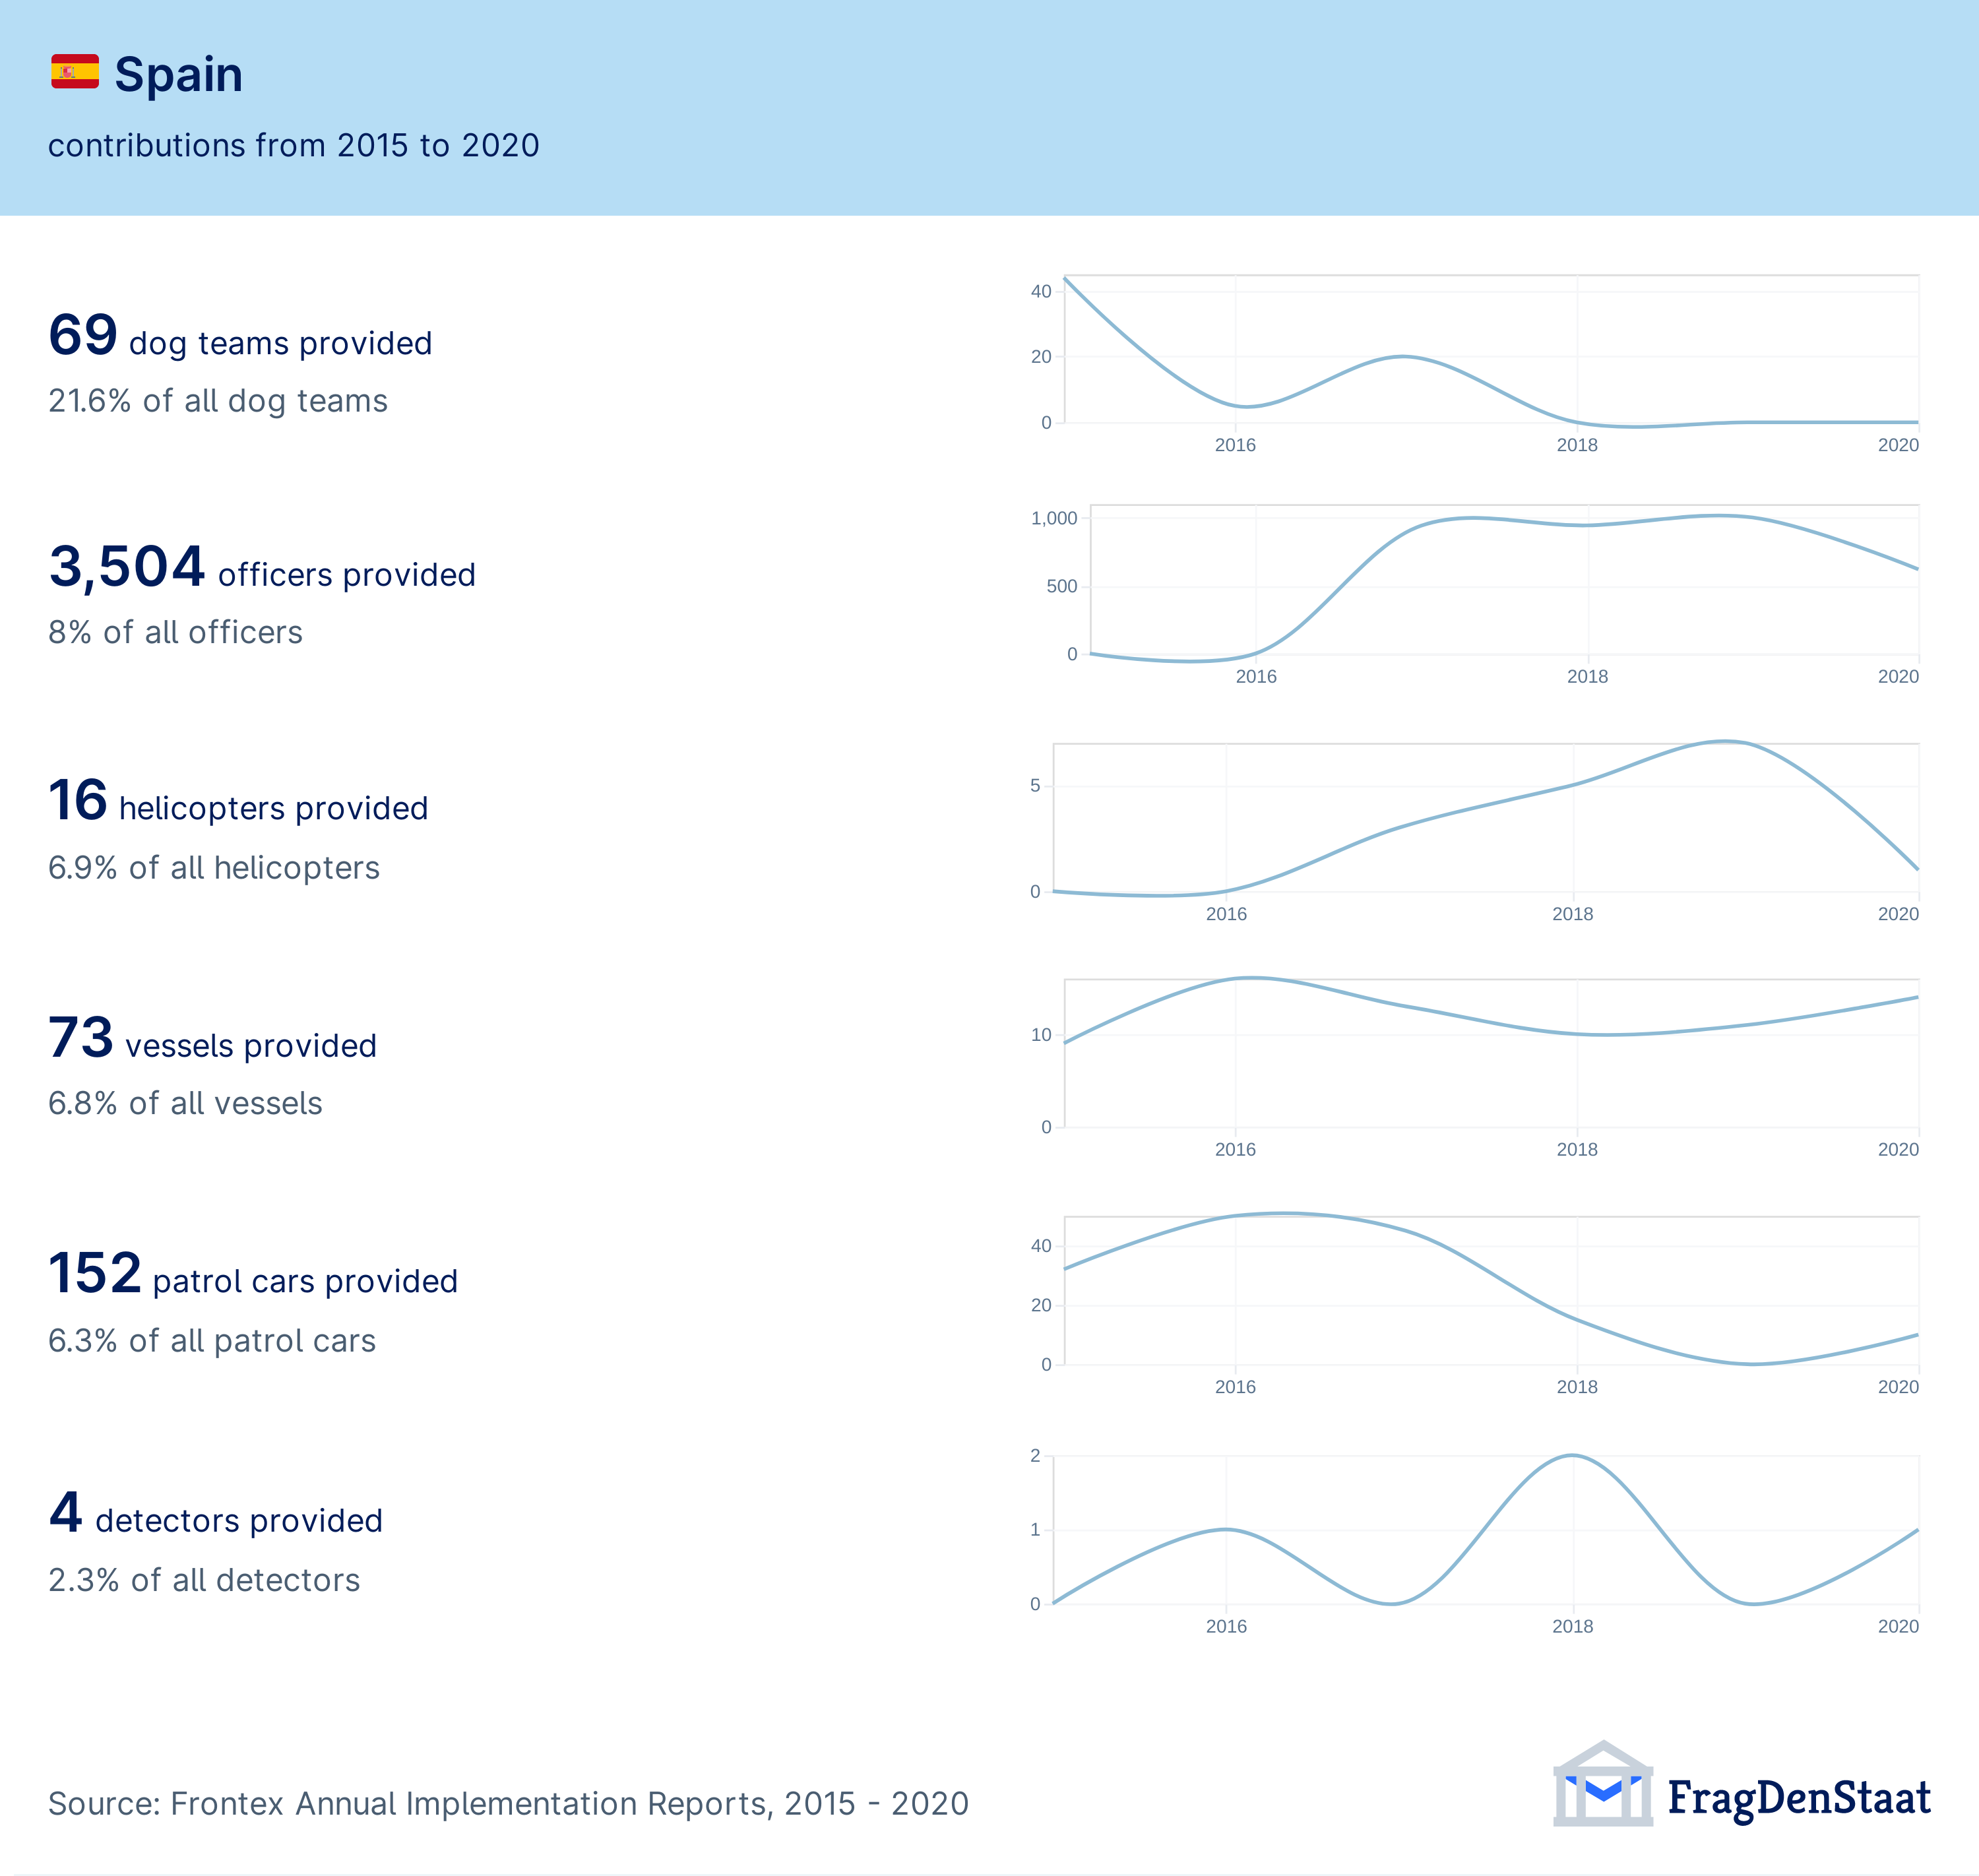 Spain
contributions from 2015 to 2020
69 dog teams provided
21.6% of all dog teams
40
20
0
2016 2018 2020
3,504 officers provided
8% of all officers
1,000
500
0
2016 2018 2020
16 helicopters provided
6.9% of all helicopters
5
0
2016 2018 2020
73 vessels provided
6.8% of all vessels
10
0
2016 2018 2020
152 patrol cars provided
6.3% of all patrol cars
40
20
0
2016 2018 2020
4 detectors provided
2.3% of all detectors
2
1
0
2016 2018 2020
Source: Frontex Annual Implementation Reports, 2015 - 2020
FragDenStaat